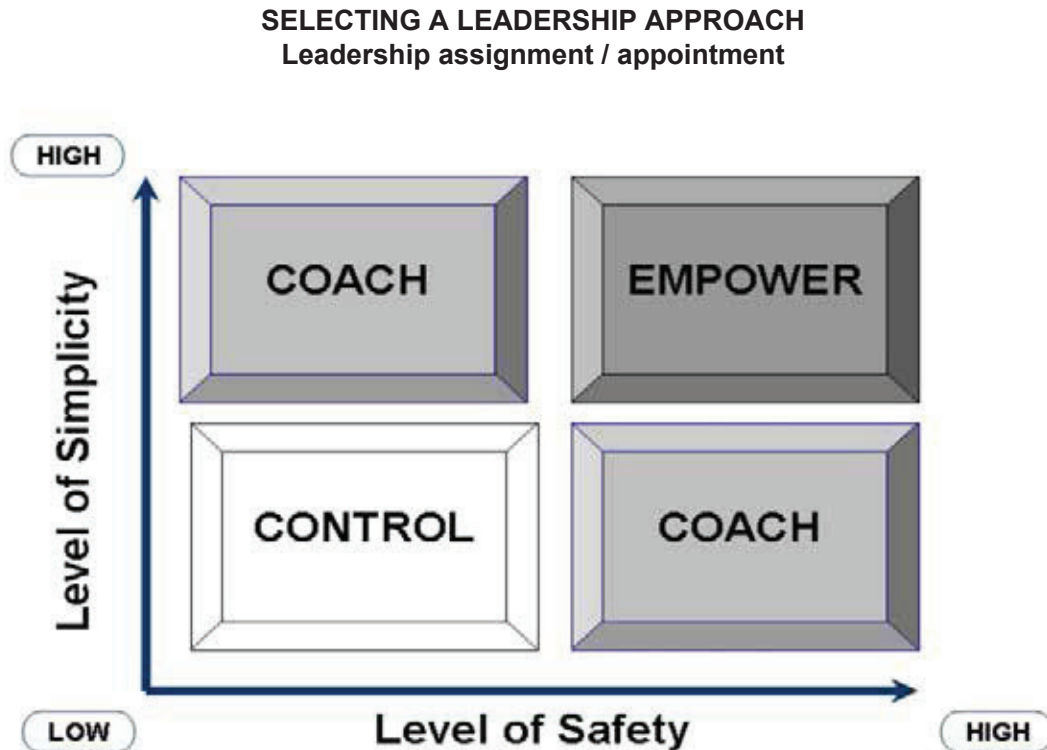 SELECTING A LEADERSHIP APPROACH
Leadership assignment / appointment
HIGH
Level of Simplicity
COACH
EMPOWER
CONTROL
COACH
LOW
Level of Safety
HIGH